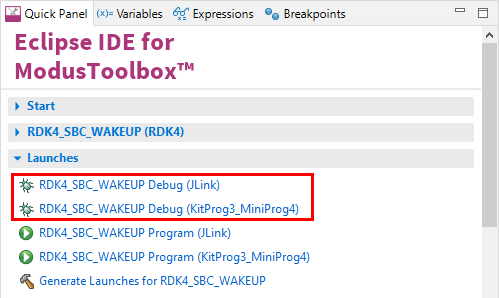 Quick Panel (x)= Variables Expressions Breakpoints
Eclipse IDE for
ModusToolbox™
Start
RDK4_SBC_WAKEUP (RDK4)
Launches
RDK4_SBC_WAKEUP Debug (JLink)
RDK4_SBC_WAKEUP Debug (KitProg3_MiniProg4)
RDK4_SBC_WAKEUP Program (JLink)
RDK4_SBC_WAKEUP Program (KitProg3_MiniProg4)
Generate Launches for RDK4_SBC_WAKEUP